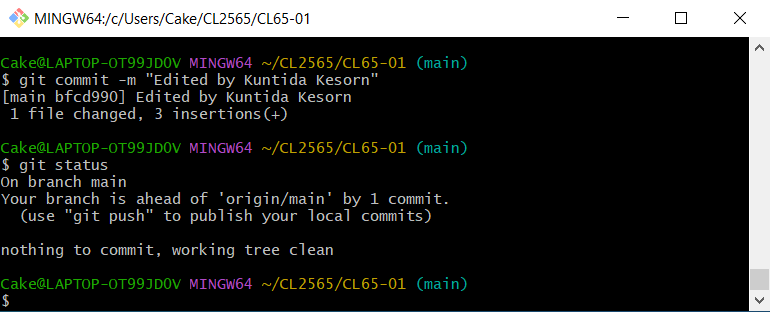 MINGW64:/c/Users/Cake/CL2565/CL65-01
Cake@LAPTOP-OT99JDOV MINGW64 ~/CL2565/CL65-01 (main)
$ git commit -m "Edited by Kuntida Kesorn"
[main bfcd990] Edited by Kuntida Kesorn
 1 file changed, 3 insertions(+)
Cake@LAPTOP-OT99JDOV MINGW64 ~/CL2565/CL65-01 (main)
$ git status
On branch main
Your branch is ahead of 'origin/main' by 1 commit.
  (use "git push" to publish your local commits)
nothing to commit, working tree clean
Cake@LAPTOP-OT99JDOV MINGW64 ~/CL2565/CL65-01 (main)
$